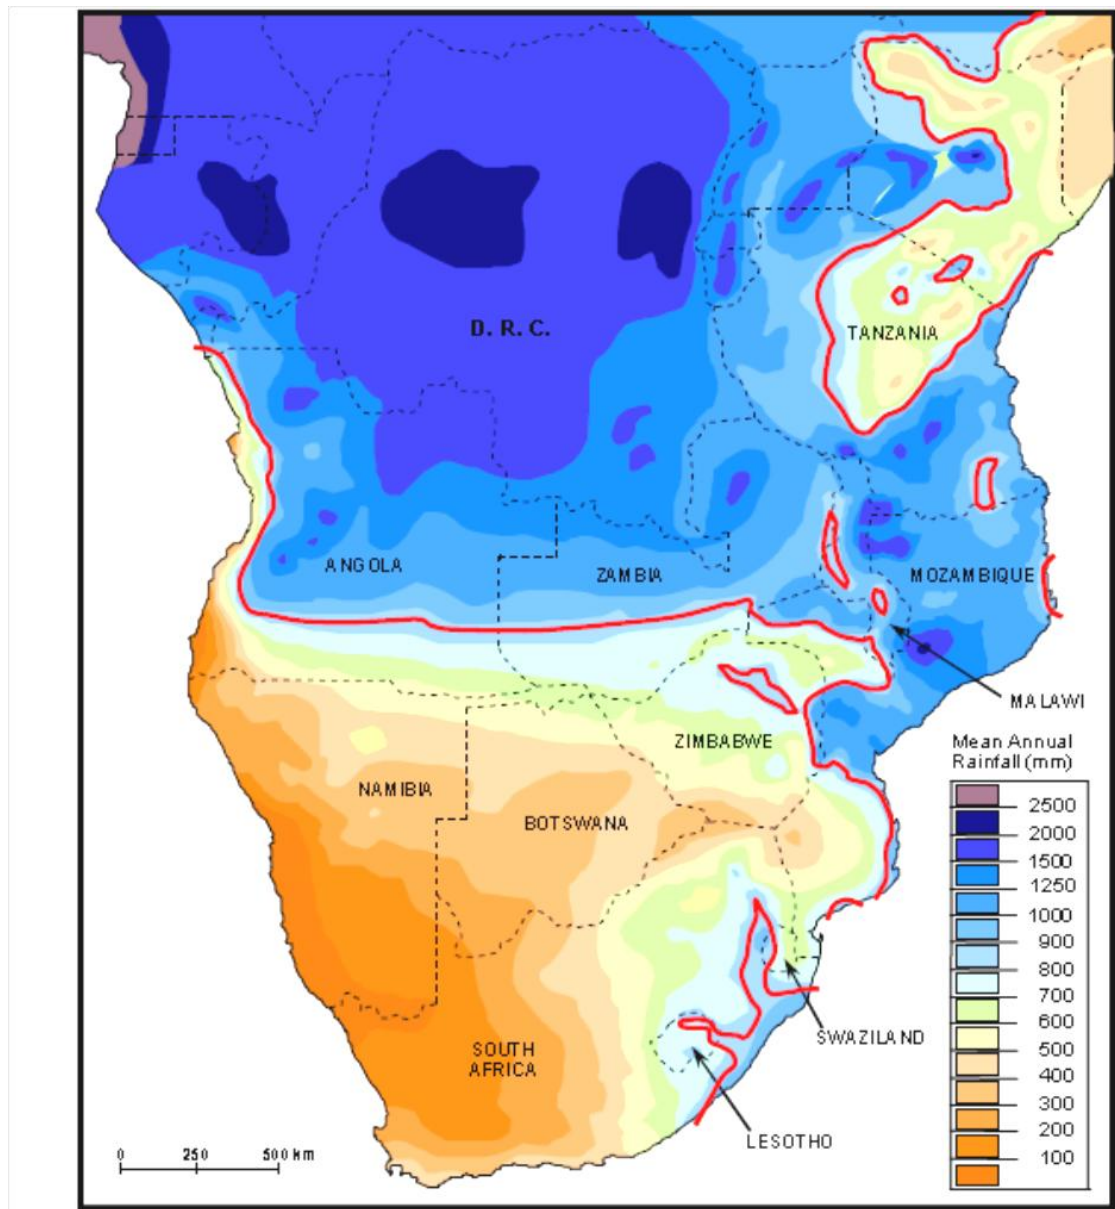 D. R. C.
TANZANIA
ANGOLA
ZAMBIA
MOZAMBIQUE
MALAWI
ZIMBABWE
NAMIBIA
BOTSWANA
SWAZILAND
SOUTH
AFRICA
LESOTHO
Mean Annual
Rainfall (mm)
2500
2000
1500
1250
1000
900
800
700
600
500
400
300
200
100
0 250 500 km